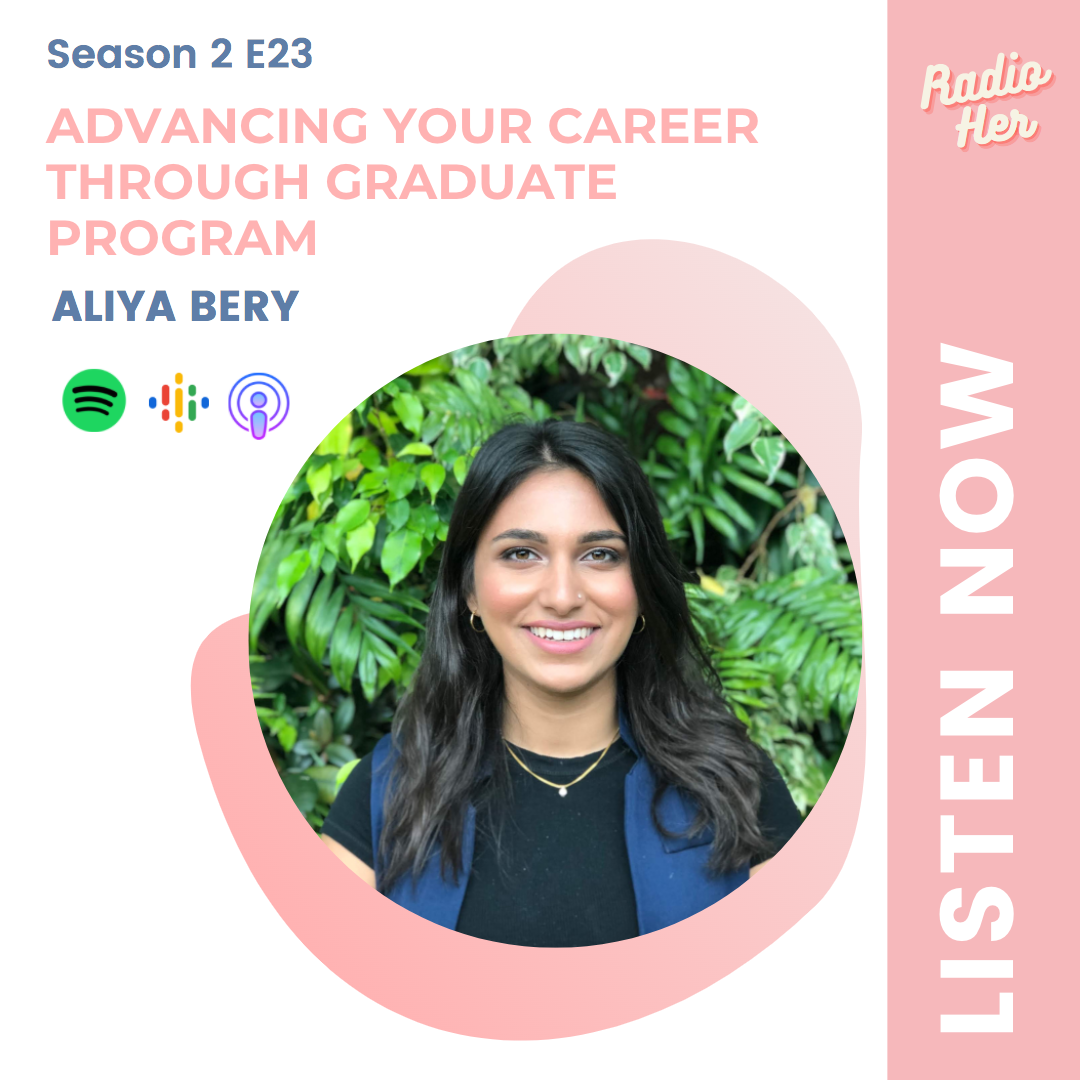 Season 2 E23
ADVANCING YOUR CAREER
THROUGH GRADUATE
PROGRAM
ALIYA BERY
Radio
Her
LISTEN NOW